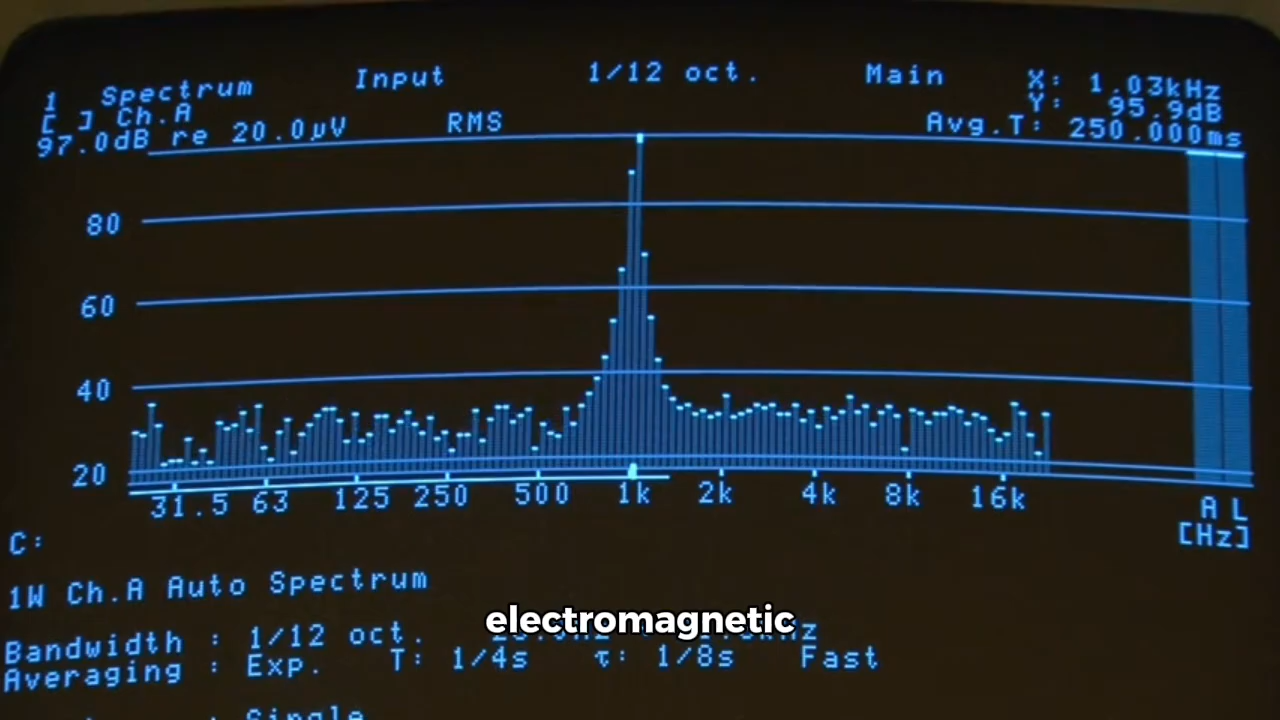 1 Spectrum Input 1/12 oct. Main X: 1.03kHz
[ ] Ch.A Y: 95.9dB
97.0dB re 20.0µV RMS Avg.T: 250.000ms
80
60
40
20
31.5 63 125 250 500 1k 2k 4k 8k 16k A L
[Hz]
C:
1W Ch.A Auto Spectrum
electromagnetic
Bandwidth : 1/12 oct.
Averaging : Exp. T: 1/4s τ: 1/8s Fast
: Single